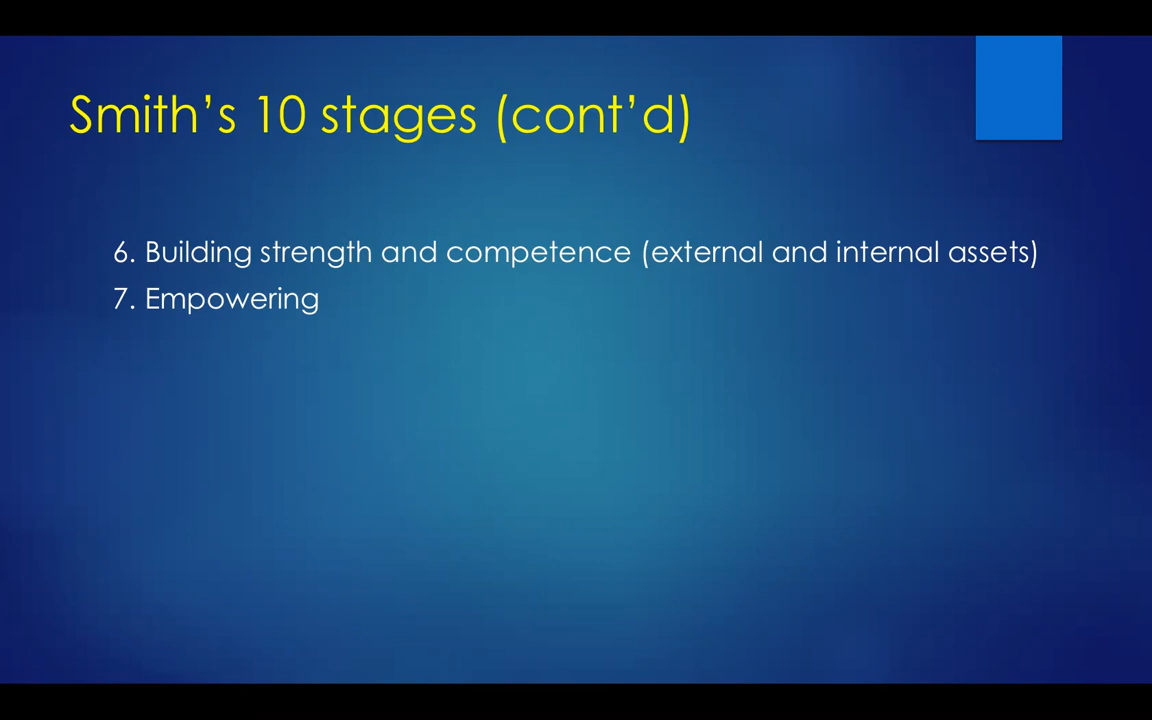 Smith’s 10 stages (cont’d)
6. Building strength and competence (external and internal assets)
7. Empowering